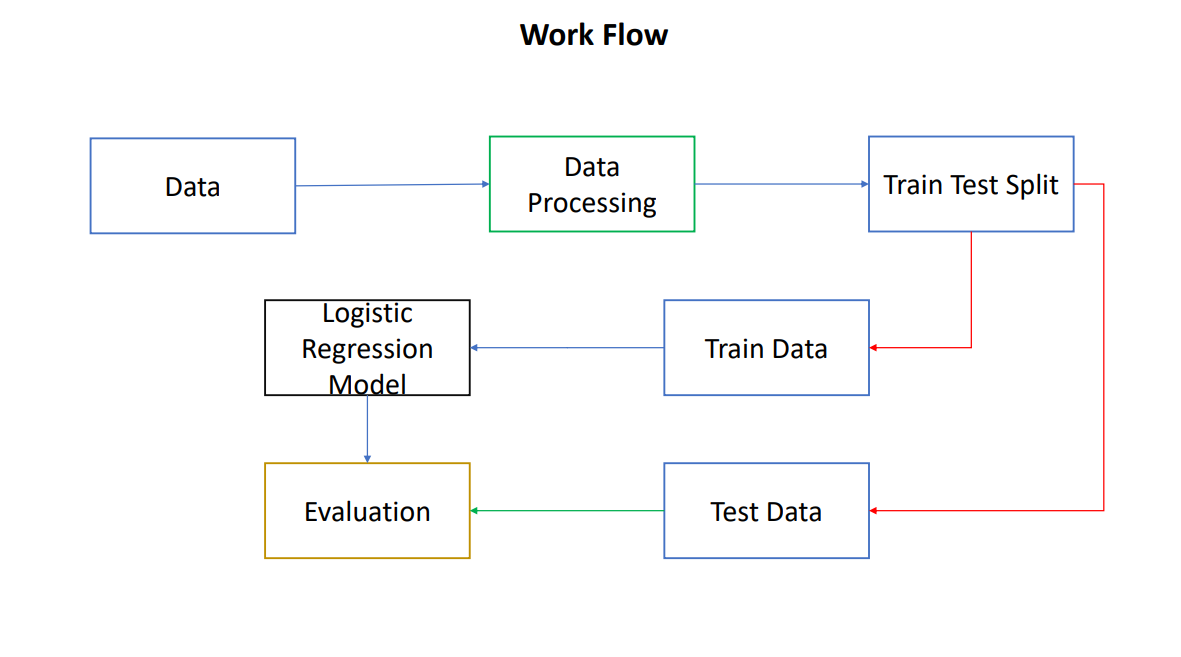 Work Flow
Data
Data
Processing
Train Test Split
Logistic
Regression
Model
Train Data
Evaluation
Test Data